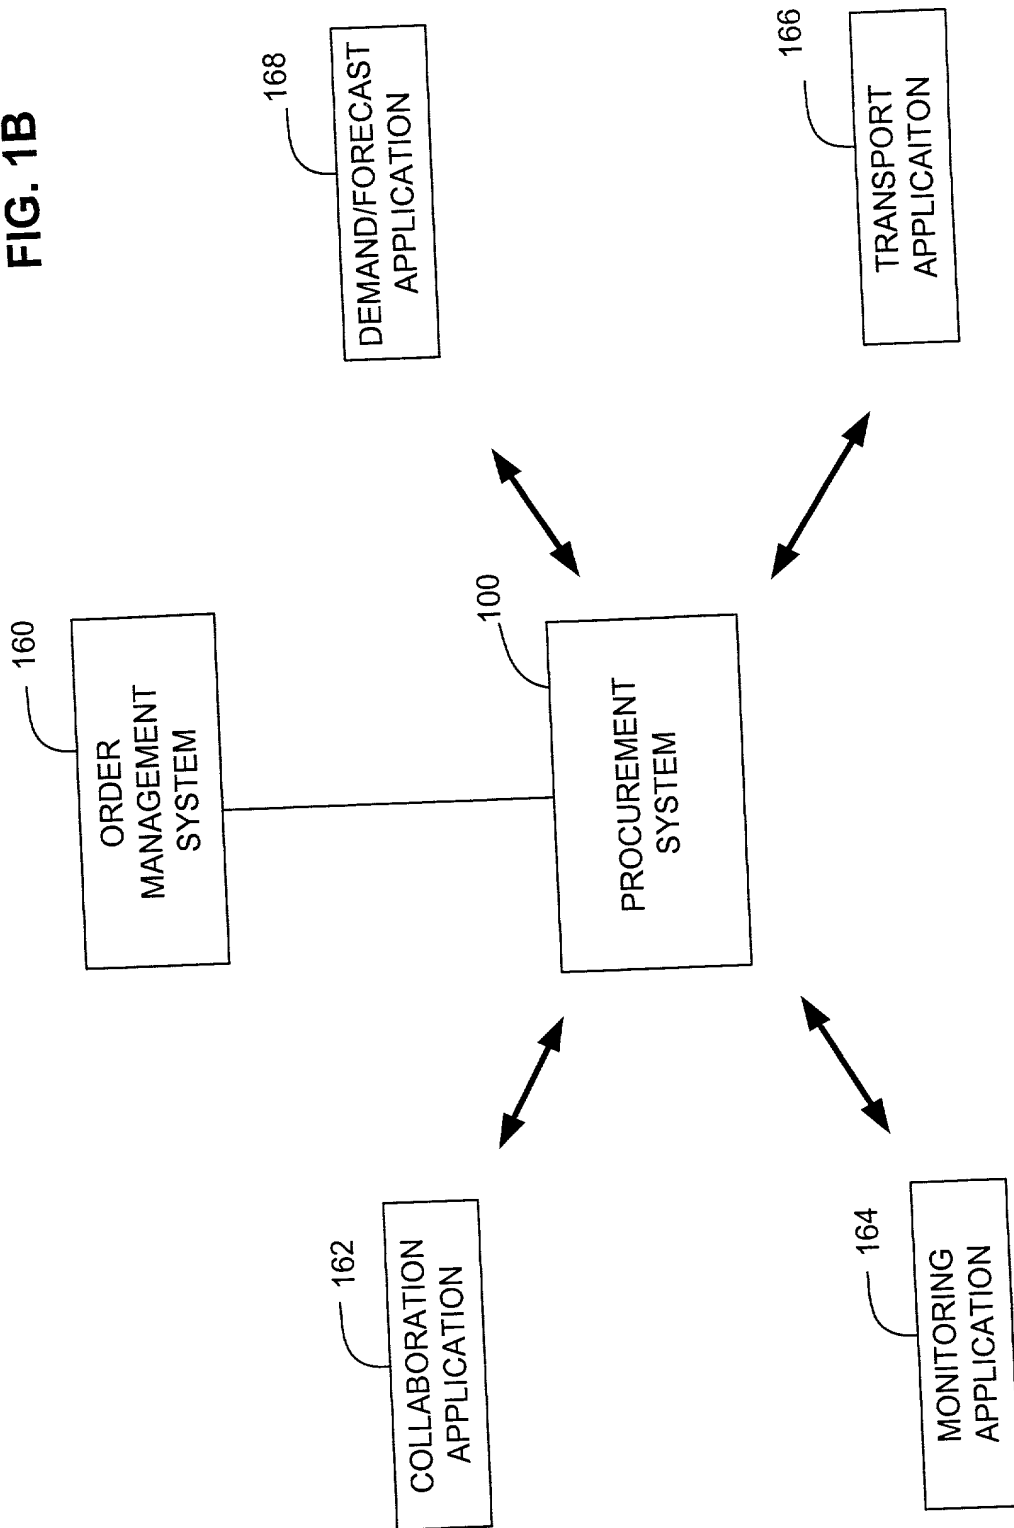 FIG. 1B
160
ORDER
MANAGEMENT
SYSTEM
162
COLLABORATION
APPLICATION
168
DEMAND/FORECAST
APPLICATION
100
PROCUREMENT
SYSTEM
164
MONITORING
APPLICATION
166
TRANSPORT
APPLICAITON